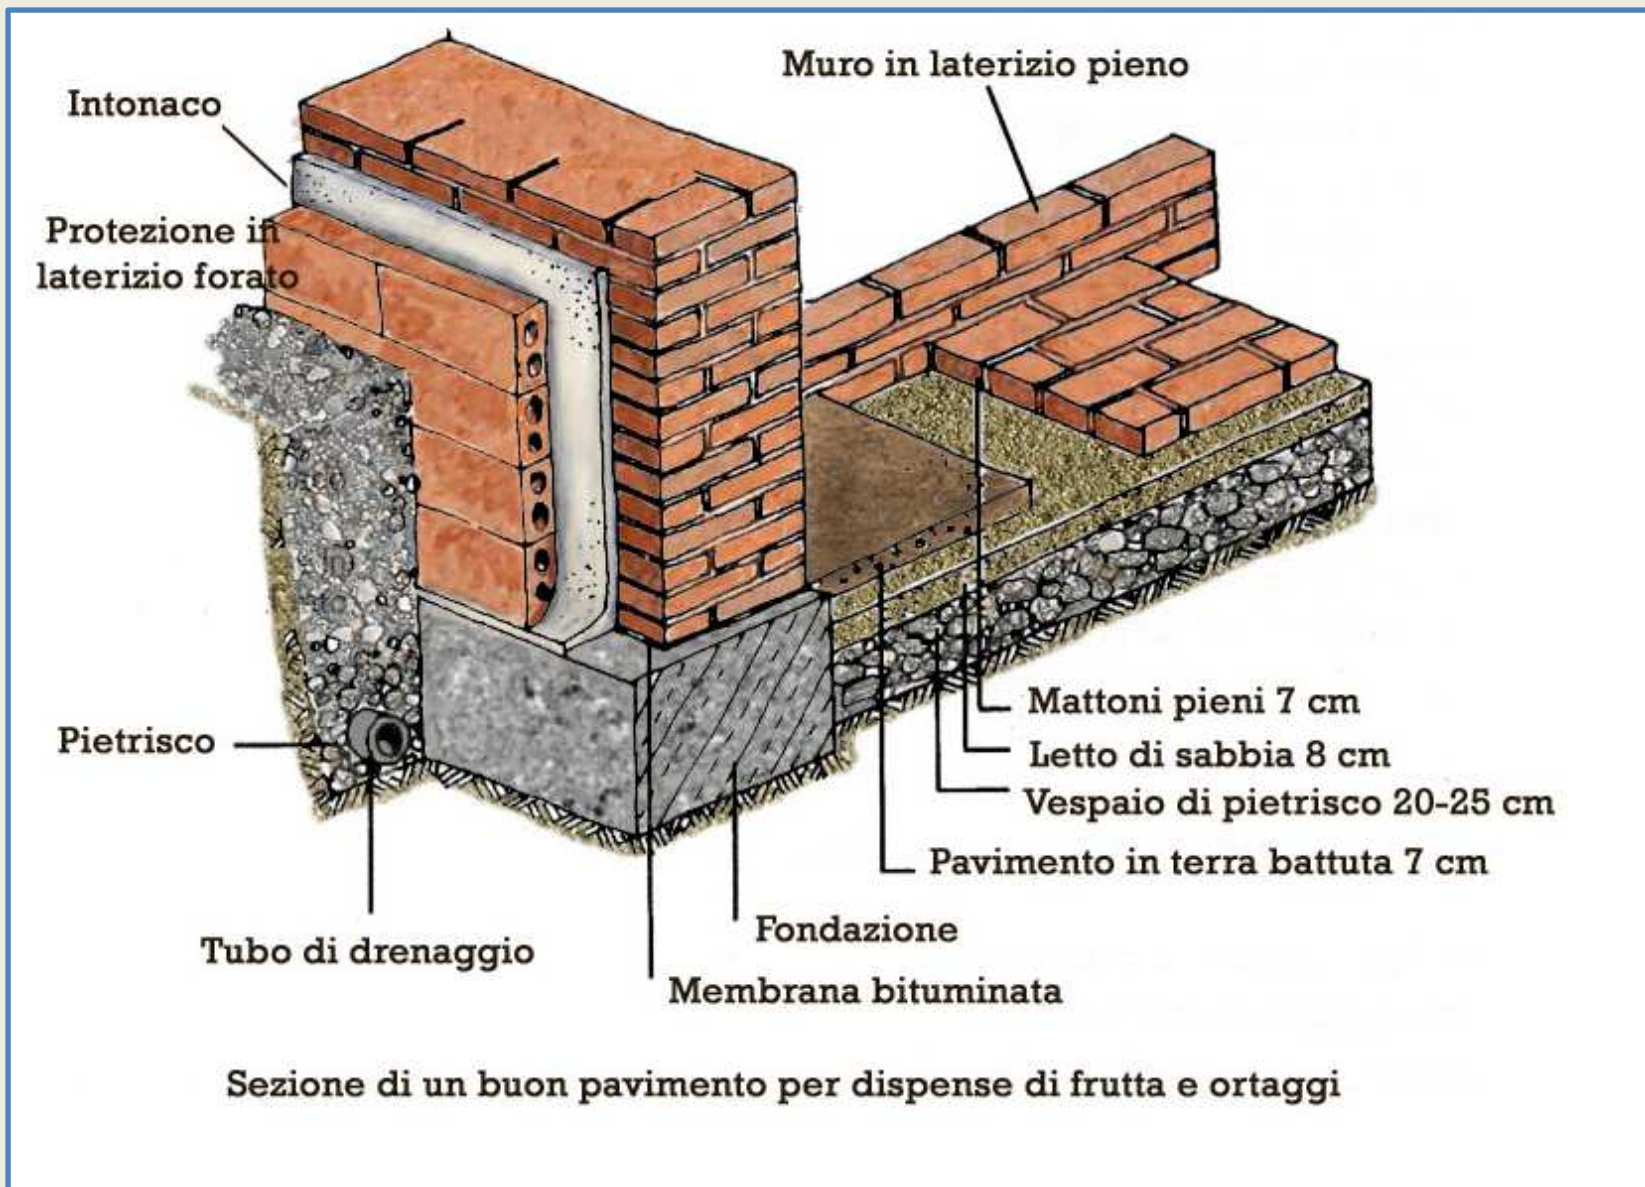 Muro in laterizio pieno
Intonaco
Protezione in
laterizio forato
Mattoni pieni 7 cm
Pietrisco
Letto di sabbia 8 cm
Vespaio di pietrisco 20-25 cm
Pavimento in terra battuta 7 cm
Fondazione
Tubo di drenaggio
Membrana bituminata
Sezione di un buon pavimento per dispense di frutta e ortaggi